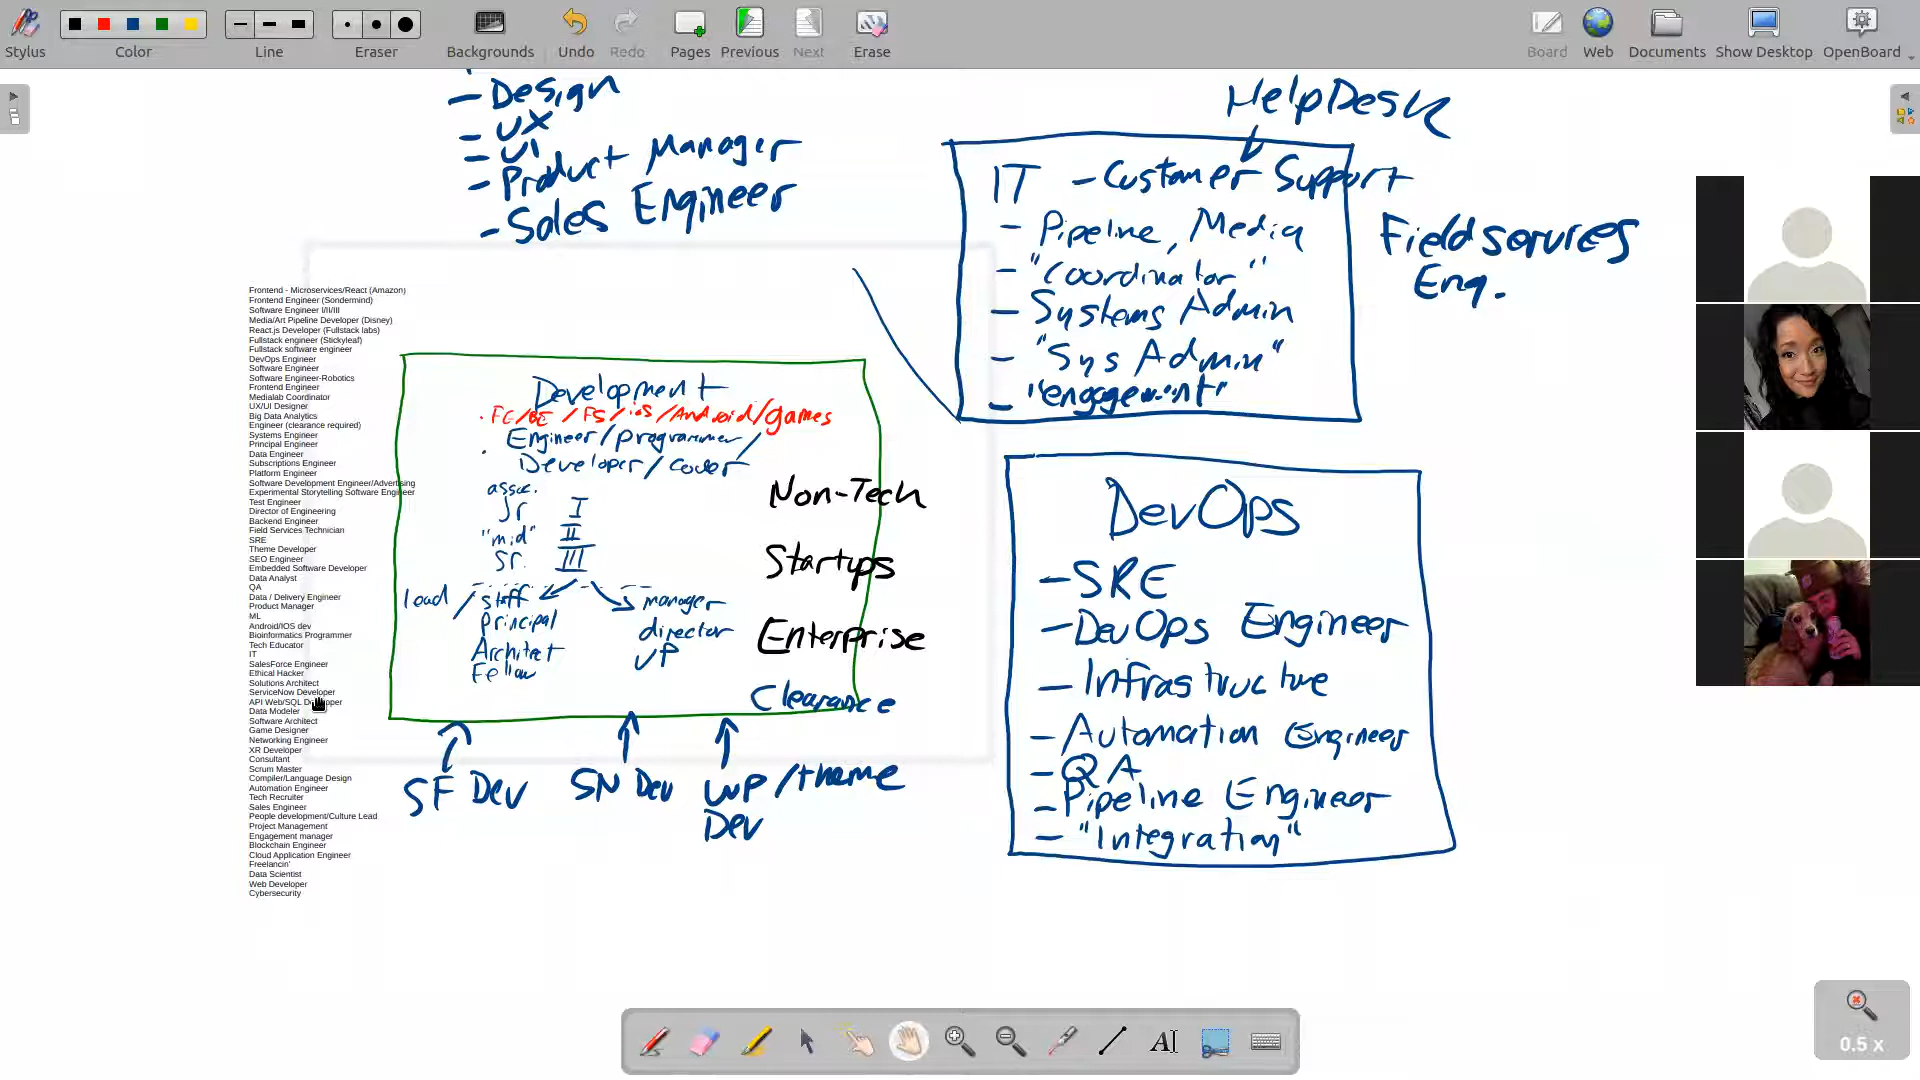 Stylus
Color
Line
Eraser
Backgrounds
Undo
Redo
Pages
Previous
Next
Erase
Board
Web
Documents
Show Desktop
OpenBoard
- Design
- UX
- UI
- Product Manager
- Sales Engineer
HelpDesk
IT - Customer Support
- Pipeline, Media
- "Coordinator"
- Systems Admin
- "Sys Admin"
- "engagement"
Field services
Eng.
Frontend - Microservices/React (Amazon)
Frontend Engineer (Sondermind)
Software Engineer I/II/III
Media/Art Pipeline Developer (Disney)
React.js Developer (Fullstack labs)
Fullstack engineer (Stickyleaf)
Fullstack software engineer
DevOps Engineer
Software Engineer
Software Engineer-Robotics
Frontend Engineer
Medialab Coordinator
UX/UI Designer
Big Data Analytics
Engineer (clearance required)
Systems Engineer
Principal Engineer
Data Engineer
Subscriptions Engineer
Platform Engineer
Software Development Engineer/Advertising
Experimental Storytelling Software Engineer
Test Engineer
Director of Engineering
Backend Engineer
Field Services Technician
SRE
Theme Developer
SEO Engineer
Embedded Software Developer
Data Analyst
QA
Data / Delivery Engineer
Product Manager
ML
Android/IOS dev
Bioinformatics Programmer
Tech Educator
IT
SalesForce Engineer
Ethical Hacker
Solutions Architect
ServiceNow Developer
API Web/SQL Developer
Data Modeler
Software Architect
Game Designer
Networking Engineer
XR Developer
Consultant
Scrum Master
Compiler/Language Design
Automation Engineer
Tech Recruiter
Sales Engineer
People development/Culture Lead
Project Management
Engagement manager
Blockchain Engineer
Cloud Application Engineer
Freelancin'
Data Scientist
Web Developer
Cybersecurity
Development
· FE/BE / FS / iOS / Android / games
· Engineer / programmer /
Developer / coder
assoc.
Jr I
"mid" II
Sr. III
lead / staff
Principal
Architect
Fellow
manager
director
VP
Non-Tech
Startups
Enterprise
Clearance
SF Dev
SN Dev
WP / theme
Dev
DevOps
- SRE
- DevOps Engineer
- Infrastructure
- Automation Engineer
- QA
- Pipeline Engineer
- "Integration"
0.5 x